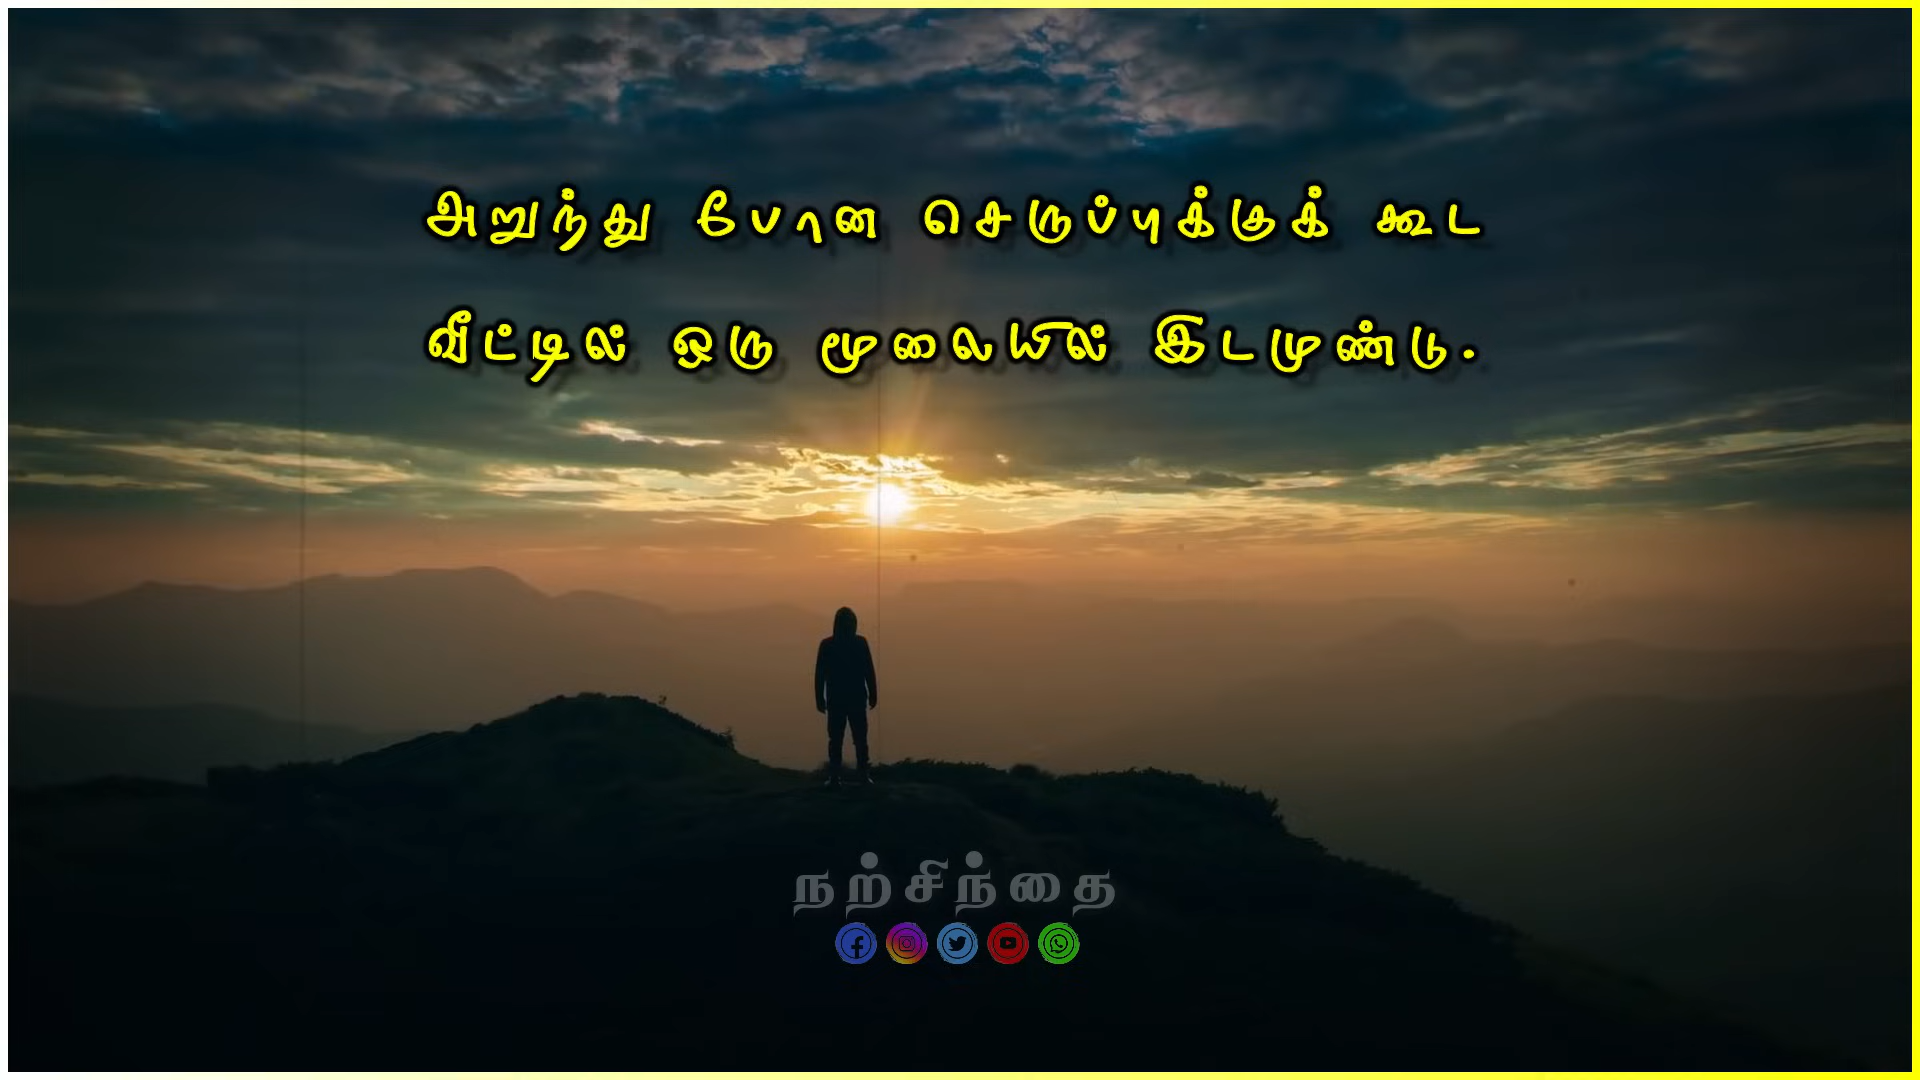 அறுந்து போன செருப்புக்குக் கூட
வீட்டில் ஒரு மூலையில் இடமுண்டு.
நற்சிந்தை